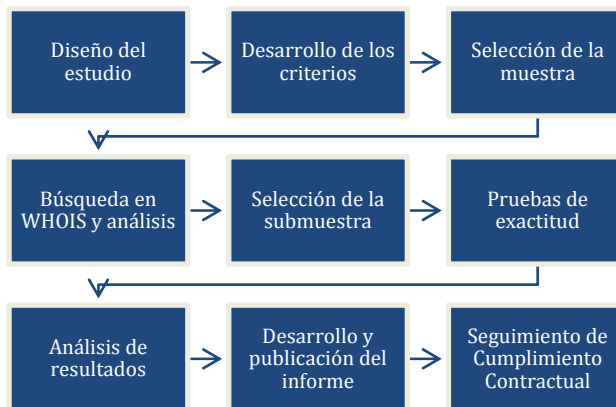 Diseño del
estudio
Desarrollo de los
criterios
Selección de la
muestra
Búsqueda en
WHOIS y análisis
Selección de la
submuestra
Pruebas de
exactitud
Análisis de
resultados
Desarrollo y
publicación del
informe
Seguimiento de
Cumplimiento
Contractual